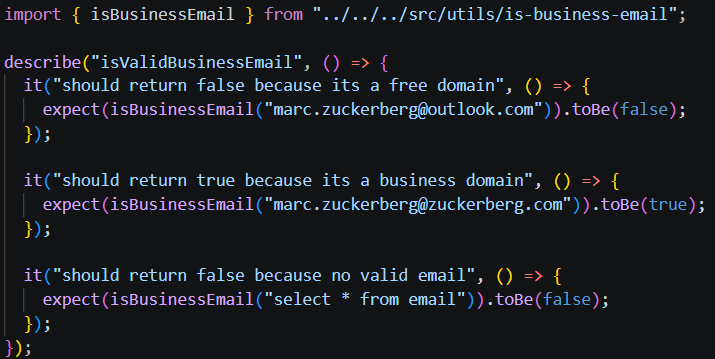 import { isBusinessEmail } from "../../../src/utils/is-business-email";
describe("isValidBusinessEmail", () => {
it("should return false because its a free domain", () => {
expect(isBusinessEmail("marc.zuckerberg@outlook.com")).toBe(false);
});
it("should return true because its a business domain", () => {
expect(isBusinessEmail("marc.zuckerberg@zuckerberg.com")).toBe(true);
});
it("should return false because no valid email", () => {
expect(isBusinessEmail("select * from email")).toBe(false);
});
});